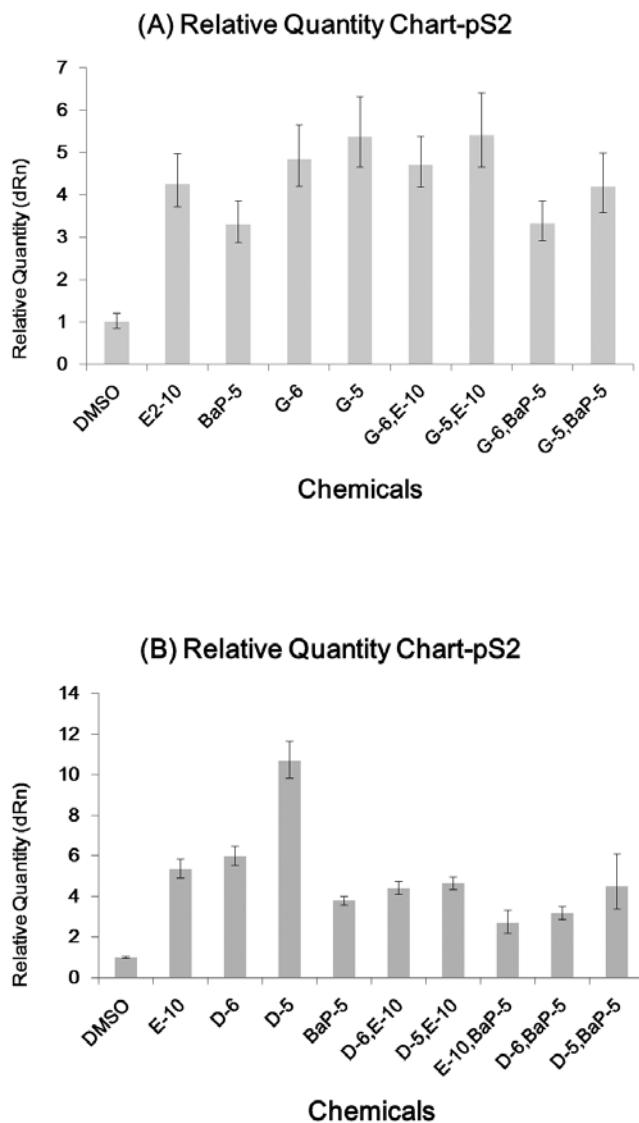 (A) Relative Quantity Chart-pS2
Relative Quantity (dRn)
7
6
5
4
3
2
1
0
DMSO
E2-10
BaP-5
G-6
G-5
G-6,E-10
G-5,E-10
G-6,BaP-5
G-5,BaP-5
Chemicals
(B) Relative Quantity Chart-pS2
Relative Quantity (dRn)
14
12
10
8
6
4
2
0
DMSO
E-10
D-6
D-5
BaP-5
D-6,E-10
D-5,E-10
E-10,BaP-5
D-6,BaP-5
D-5,BaP-5
Chemicals